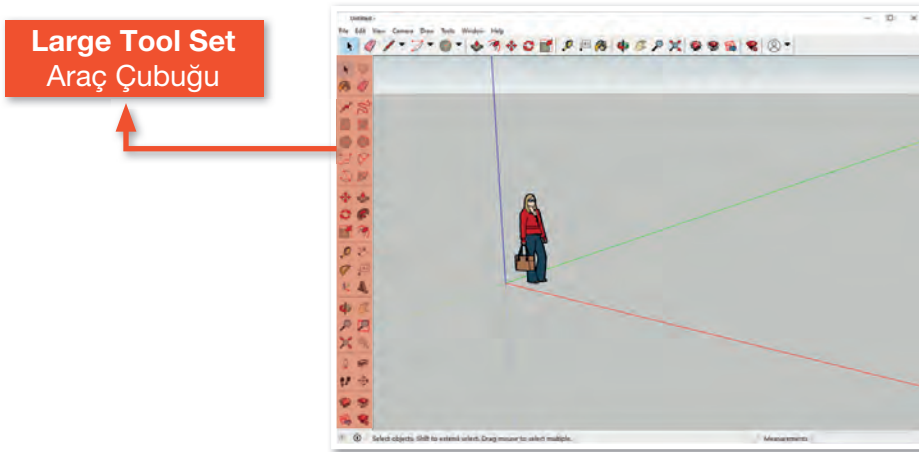 Large Tool Set
Araç Çubuğu
Untitled -
File Edit View Camera Draw Tools Window Help
Select objects. Shift to extend select. Drag mouse to select multiple.
Measurements